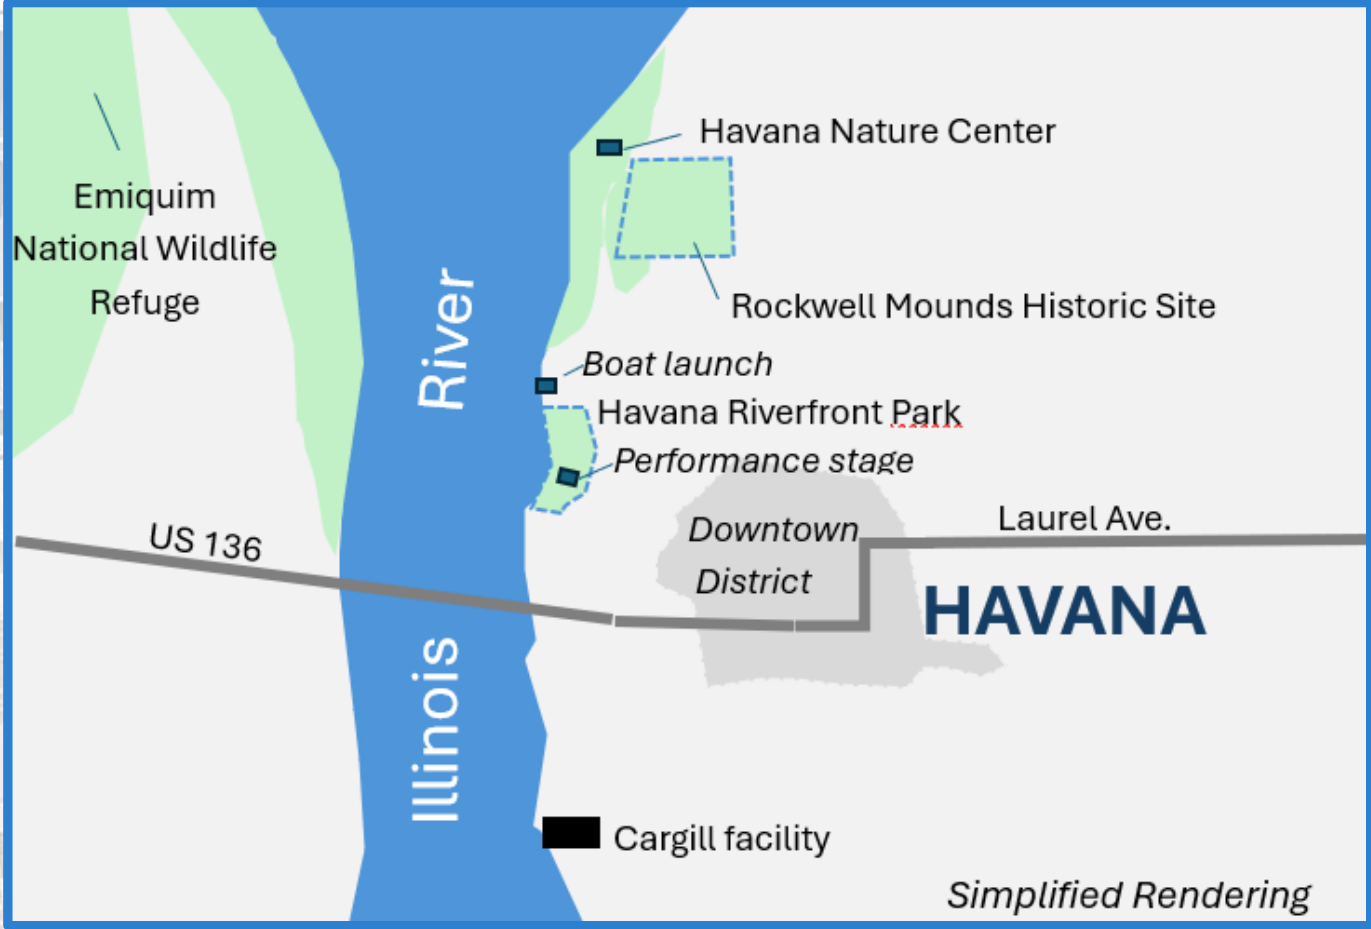 Havana Nature Center
Emiquim
National Wildlife
Refuge
Rockwell Mounds Historic Site
River
Boat launch
Havana Riverfront Park
Performance stage
Laurel Ave.
Downtown
District
US 136
HAVANA
Illinois
Cargill facility
Simplified Rendering